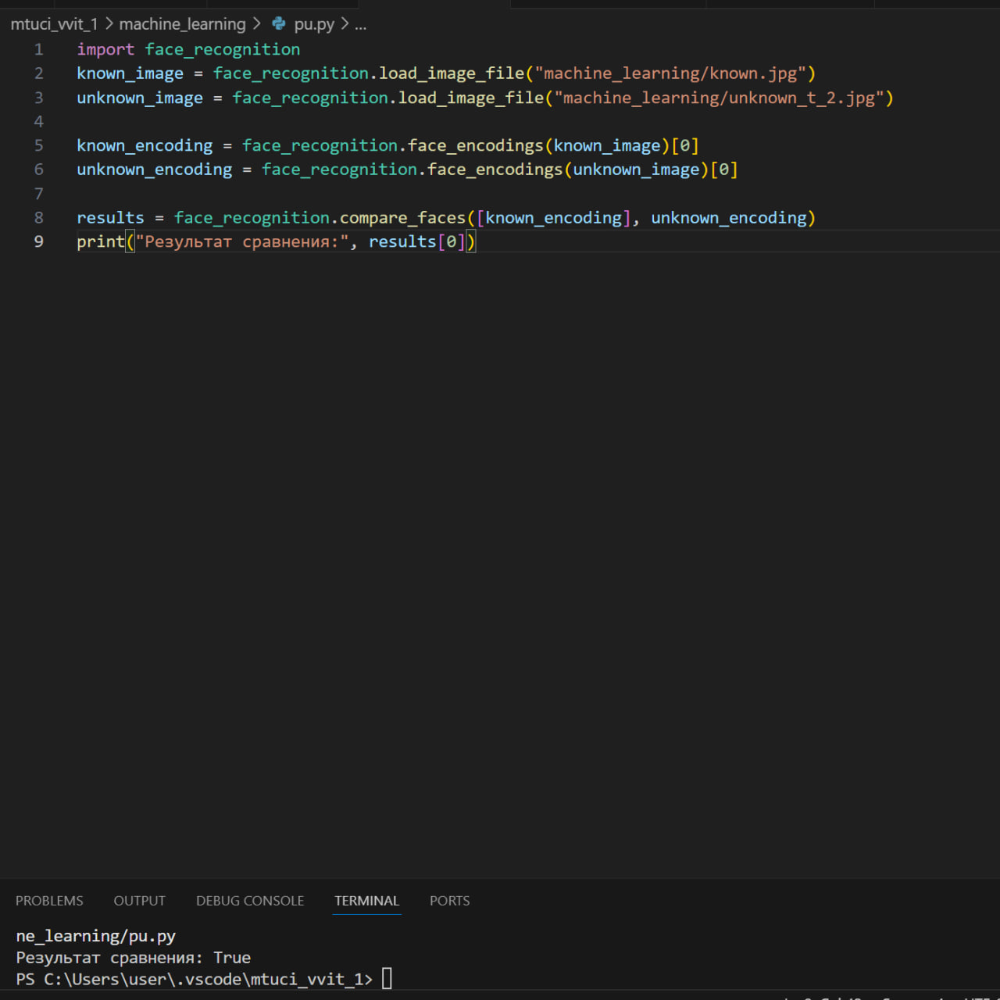 mtuci_vvit_1 > machine_learning > pu.py > ...
1 import face_recognition
2 known_image = face_recognition.load_image_file("machine_learning/known.jpg")
3 unknown_image = face_recognition.load_image_file("machine_learning/unknown_t_2.jpg")
4
5 known_encoding = face_recognition.face_encodings(known_image)[0]
6 unknown_encoding = face_recognition.face_encodings(unknown_image)[0]
7
8 results = face_recognition.compare_faces([known_encoding], unknown_encoding)
9 print("Результат сравнения:", results[0])
PROBLEMS OUTPUT DEBUG CONSOLE TERMINAL PORTS
ne_learning/pu.py
Результат сравнения: True
PS C:\Users\user\.vscode\mtuci_vvit_1>